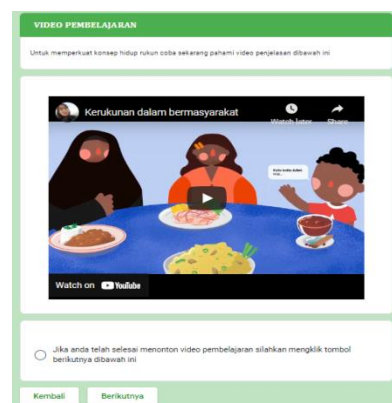 VIDEO PEMBELAJARAN
Untuk memperkuat konsep hidup rukun coba sekarang pahami video penjelasan dibawah ini
Kerukunan dalam bermasyarakat
Watch later
Share
Watch on YouTube
Jika anda telah selesai menonton video pembelajaran silahkan mengklik tombol
berikutnya dibawah ini
Kembali
Berikutnya